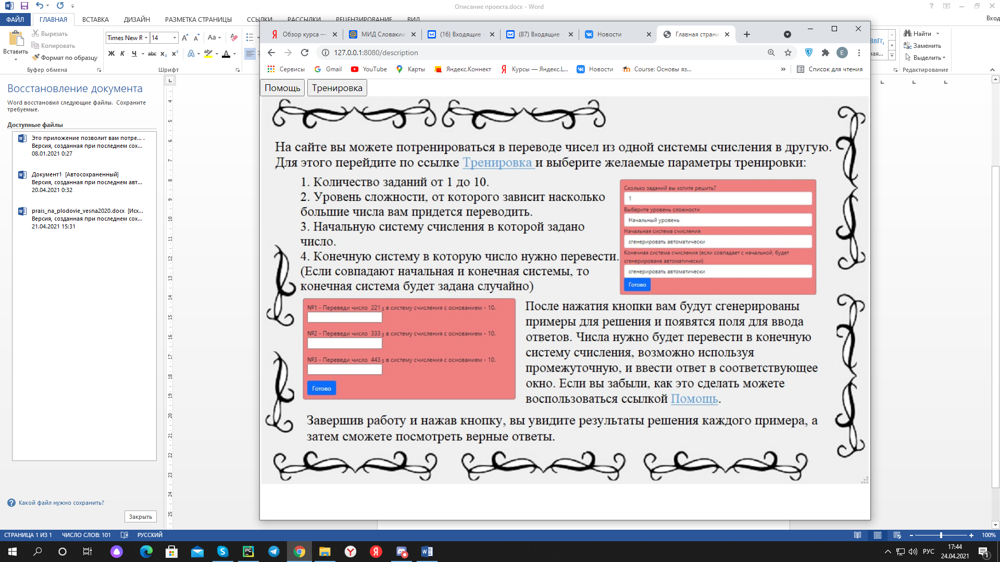 Описание проекта.docx - Word
ФАЙЛ
ГЛАВНАЯ
ВСТАВКА
ДИЗАЙН
РАЗМЕТКА СТРАНИЦЫ
ССЫЛКИ
РАССЫЛКИ
РЕЦЕНЗИРОВАНИЕ
ВИД
Вход
Вставить
Вырезать
Копировать
Формат по образцу
Буфер обмена
Times New R
14
Шрифт
Найти
Заменить
Выделить
Редактирование
Восстановление документа
Word восстановил следующие файлы. Сохраните
требуемые.
Доступные файлы
Это приложение позволит вам потре... .
Версия, созданная при последнем сох...
08.01.2021 0:27
Документ1 [Автосохраненный]
Версия, созданная при последнем авт...
20.04.2021 0:32
prais_na_plodovie_vesna2020.docx [Исх...
Версия, созданная при последнем сох...
21.04.2021 15:31
Какой файл нужно сохранить?
Закрыть
Обзор курса —
МИД Словакии
(16) Входящие -
(87) Входящие -
Новости
Главная страни
127.0.0.1:8080/description
E
Сервисы
Gmail
YouTube
Карты
Яндекс.Коннект
Курсы — Яндекс.L...
Новости
Course: Основы яз...
»
Список для чтения
Помощь
Тренировка
На сайте вы можете потренироваться в переводе чисел из одной системы счисления в другую.
Для этого перейдите по ссылке Тренировка и выберите желаемые параметры тренировки:
1. Количество заданий от 1 до 10.
2. Уровень сложности, от которого зависит насколько
большие числа вам придется переводить.
3. Начальную систему счисления в которой задано
число.
4. Конечную систему в которую число нужно перевести.
(Если совпадают начальная и конечная системы, то
конечная система будет задана случайно)
Сколько заданий вы хотите решить?
1
Выберите уровень сложности
Начальный уровень
Начальная система счисления
сгенерировать автоматически
Конечная система счисления (если совпадает с начальной, будет
сгенерирована автоматически)
сгенерировать автоматически
Готово
№1 - Переведи число 221 5 в систему счисления с основанием - 10.
№2 - Переведи число 333 5 в систему счисления с основанием - 10.
№3 - Переведи число 443 5 в систему счисления с основанием - 10.
Готово
После нажатия кнопки вам будут сгенерированы
примеры для решения и появятся поля для ввода
ответов. Числа нужно будет перевести в конечную
систему счисления, возможно используя
промежуточную, и ввести ответ в соответствующее
окно. Если вы забыли, как это сделать можете
воспользоваться ссылкой Помощь.
Завершив работу и нажав кнопку, вы увидите результаты решения каждого примера, а
затем сможете посмотреть верные ответы.
СТРАНИЦА 1 ИЗ 1
ЧИСЛО СЛОВ: 101
РУССКИЙ
100%
РУС
17:44
24.04.2021